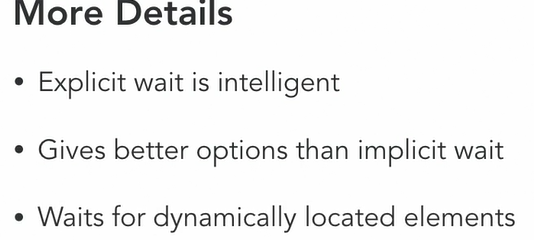 More Details
• Explicit wait is intelligent
• Gives better options than implicit wait
• Waits for dynamically located elements